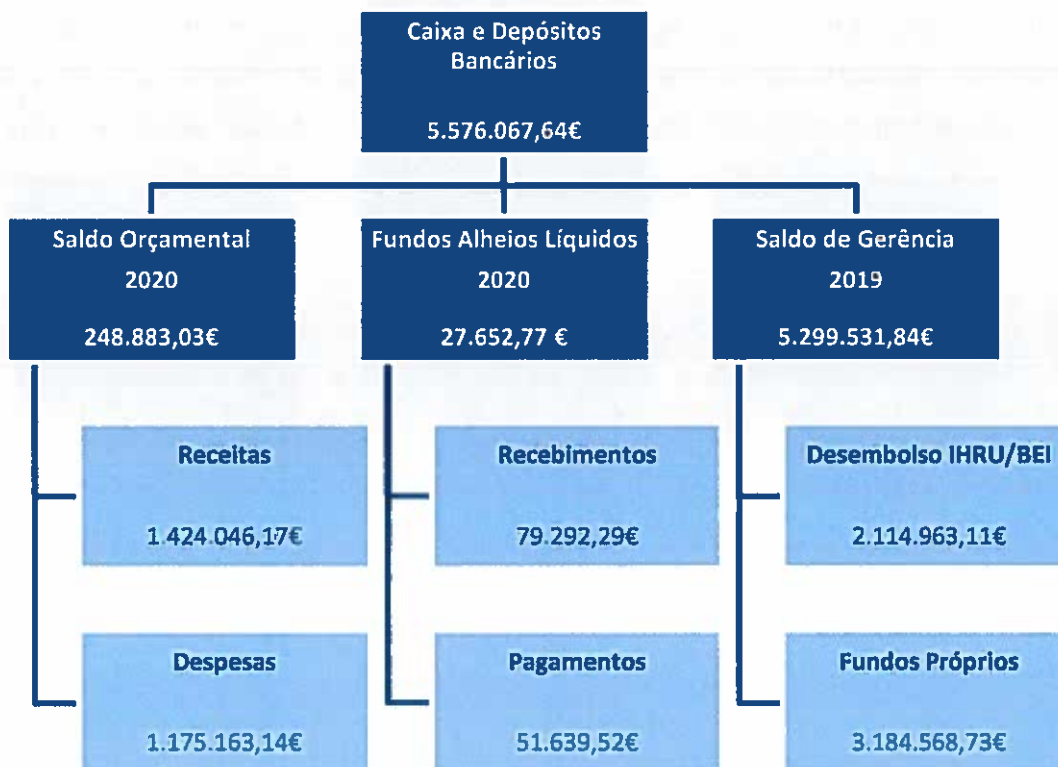 Caixa e Depósitos
Bancários
5.576.067,64€
Saldo Orçamental
2020
248.883,03€
Fundos Alheios Líquidos
2020
27.652,77 €
Saldo de Gerência
2019
5.299.531,84€
Receitas
1.424.046,17€
Recebimentos
79.292,29€
Desembolso IHRU/BEI
2.114.963,11€
Despesas
1.175.163,14€
Pagamentos
51.639,52€
Fundos Próprios
3.184.568,73€